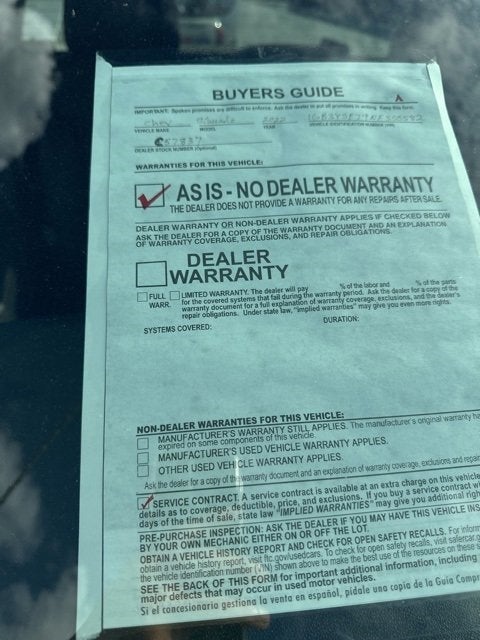 BUYERS GUIDE
IMPORTANT: Spoken promises are difficult to enforce. Ask the dealer to put all promises in writing. Keep this form.
A
Chev
VEHICLE MAKE MODEL YEAR VEHICLE IDENTIFICATION NUMBER (VIN)
DEALER STOCK NUMBER (Optional)
WARRANTIES FOR THIS VEHICLE:
AS IS - NO DEALER WARRANTY
THE DEALER DOES NOT PROVIDE A WARRANTY FOR ANY REPAIRS AFTER SALE.
DEALER WARRANTY OR NON-DEALER WARRANTY APPLIES IF CHECKED BELOW
ASK THE DEALER FOR A COPY OF THE WARRANTY DOCUMENT AND AN EXPLANATION
OF WARRANTY COVERAGE, EXCLUSIONS, AND REPAIR OBLIGATIONS.
DEALER
WARRANTY
FULL LIMITED WARRANTY. The dealer will pay % of the labor and % of the parts
WARR. for the covered systems that fail during the warranty period. Ask the dealer for a copy of the
warranty document for a full explanation of warranty coverage, exclusions, and the dealer's
repair obligations. Under state law, "implied warranties" may give you even more rights.
SYSTEMS COVERED: DURATION:
NON-DEALER WARRANTIES FOR THIS VEHICLE:
MANUFACTURER'S WARRANTY STILL APPLIES. The manufacturer's original warranty ha
expired on some components of this vehicle.
MANUFACTURER'S USED VEHICLE WARRANTY APPLIES.
OTHER USED VEHICLE WARRANTY APPLIES.
Ask the dealer for a copy of the warranty document and an explanation of warranty coverage, exclusions and repair
SERVICE CONTRACT. A service contract is available at an extra charge on this vehicle
details as to coverage, deductible, price, and exclusions. If you buy a service contract w
days of the time of sale, state law "IMPLIED WARRANTIES" may give you additional righ
PRE-PURCHASE INSPECTION: ASK THE DEALER IF YOU MAY HAVE THIS VEHICLE INS
BY YOUR OWN MECHANIC EITHER ON OR OFF THE LOT.
OBTAIN A VEHICLE HISTORY REPORT AND CHECK FOR OPEN SAFETY RECALLS. For inform
obtain a vehicle history report, visit ftc.gov/usedcars. To check for open safety recalls, visit safercar.g
the vehicle identification number (VIN) shown above to make the best use of the resources on these s
SEE THE BACK OF THIS FORM for important additional information, including
major defects that may occur in used motor vehicles.
Si el concesionario gestiona la venta en español, pídale una copia de la Guía Compr